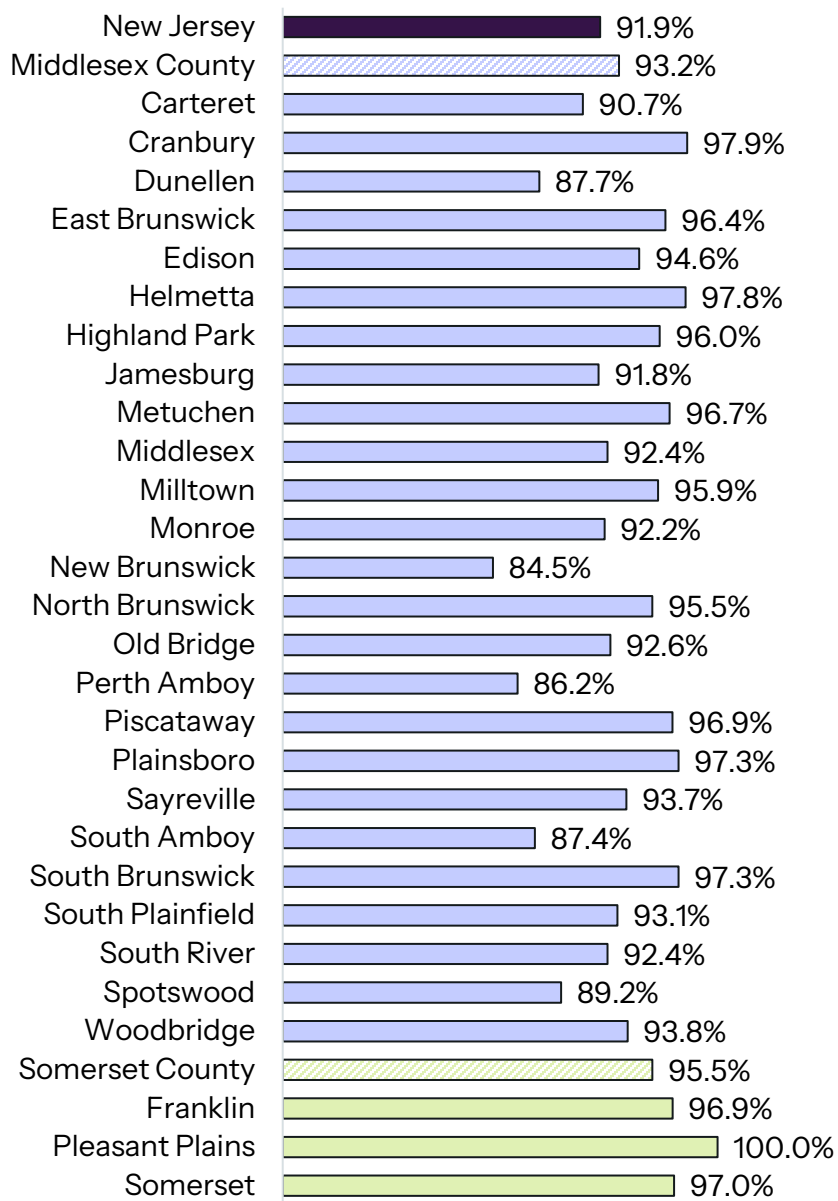 New Jersey 91.9%
Middlesex County 93.2%
Carteret 90.7%
Cranbury 97.9%
Dunellen 87.7%
East Brunswick 96.4%
Edison 94.6%
Helmetta 97.8%
Highland Park 96.0%
Jamesburg 91.8%
Metuchen 96.7%
Middlesex 92.4%
Milltown 95.9%
Monroe 92.2%
New Brunswick 84.5%
North Brunswick 95.5%
Old Bridge 92.6%
Perth Amboy 86.2%
Piscataway 96.9%
Plainsboro 97.3%
Sayreville 93.7%
South Amboy 87.4%
South Brunswick 97.3%
South Plainfield 93.1%
South River 92.4%
Spotswood 89.2%
Woodbridge 93.8%
Somerset County 95.5%
Franklin 96.9%
Pleasant Plains 100.0%
Somerset 97.0%